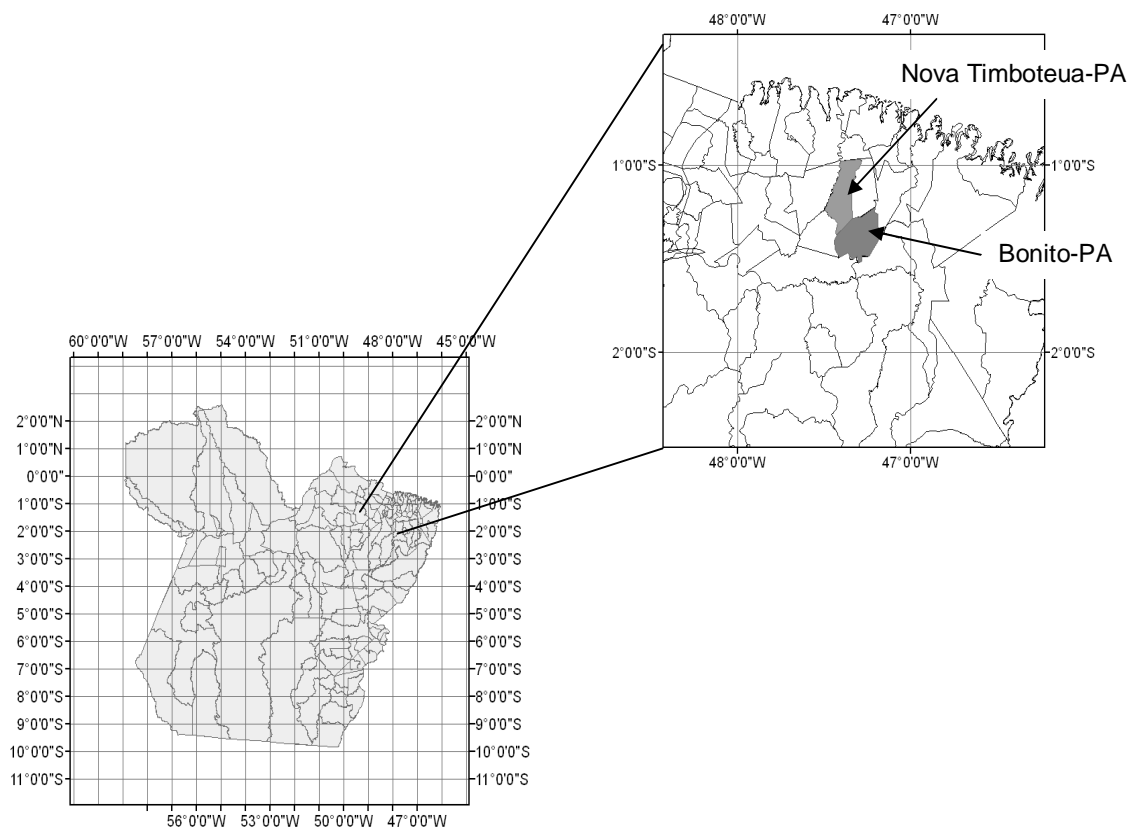 48°0'0"W 47°0'0"W
Nova Timboteua-PA
1°0'0"S 1°0'0"S
Bonito-PA
2°0'0"S 2°0'0"S
48°0'0"W 47°0'0"W
60°0'0"W 57°0'0"W 54°0'0"W 51°0'0"W 48°0'0"W 45°0'0"W
2°0'0"N 2°0'0"N
1°0'0"N 1°0'0"N
0°0'0" 0°0'0"
1°0'0"S 1°0'0"S
2°0'0"S 2°0'0"S
3°0'0"S 3°0'0"S
4°0'0"S 4°0'0"S
5°0'0"S 5°0'0"S
6°0'0"S 6°0'0"S
7°0'0"S 7°0'0"S
8°0'0"S 8°0'0"S
9°0'0"S 9°0'0"S
10°0'0"S 10°0'0"S
11°0'0"S 11°0'0"S
56°0'0"W 53°0'0"W 50°0'0"W 47°0'0"W